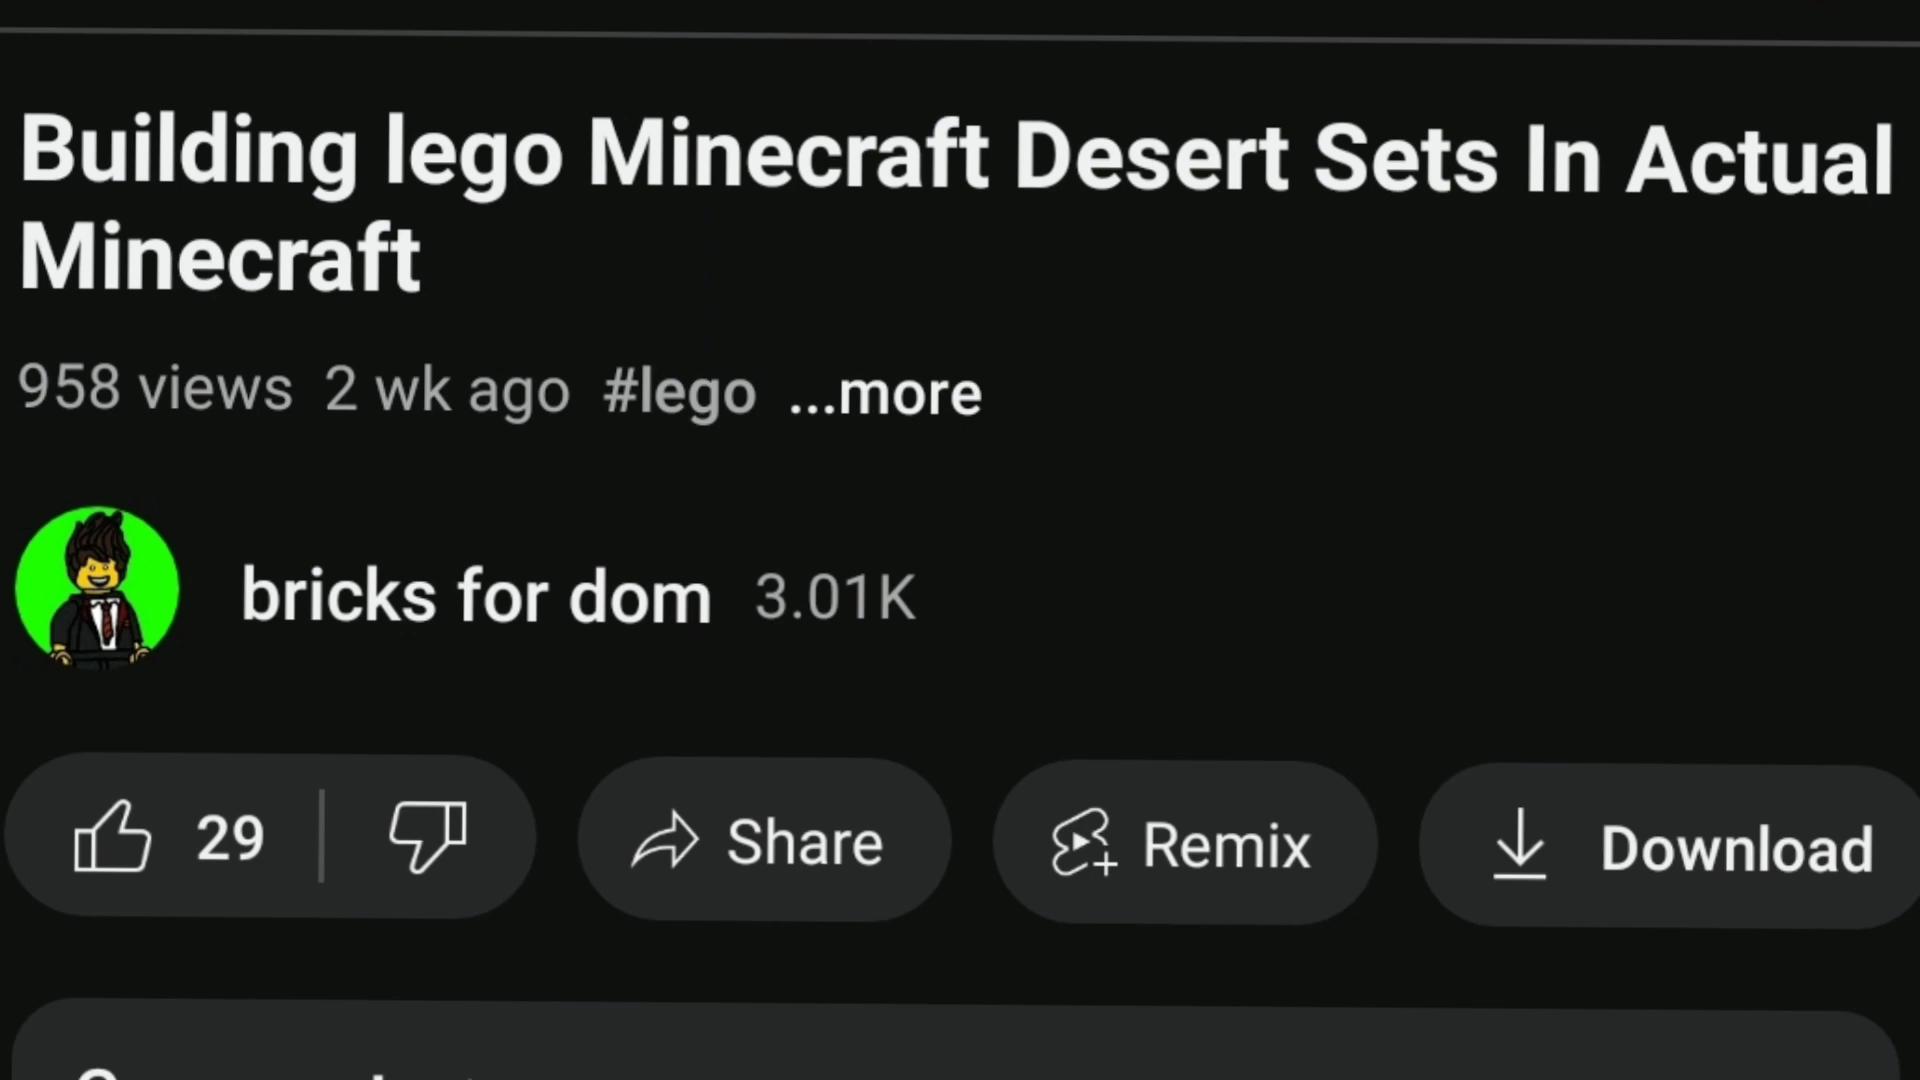 Building lego Minecraft Desert Sets In Actual
Minecraft
958 views 2 wk ago #lego ...more
bricks for dom 3.01K
29 Share Remix Download